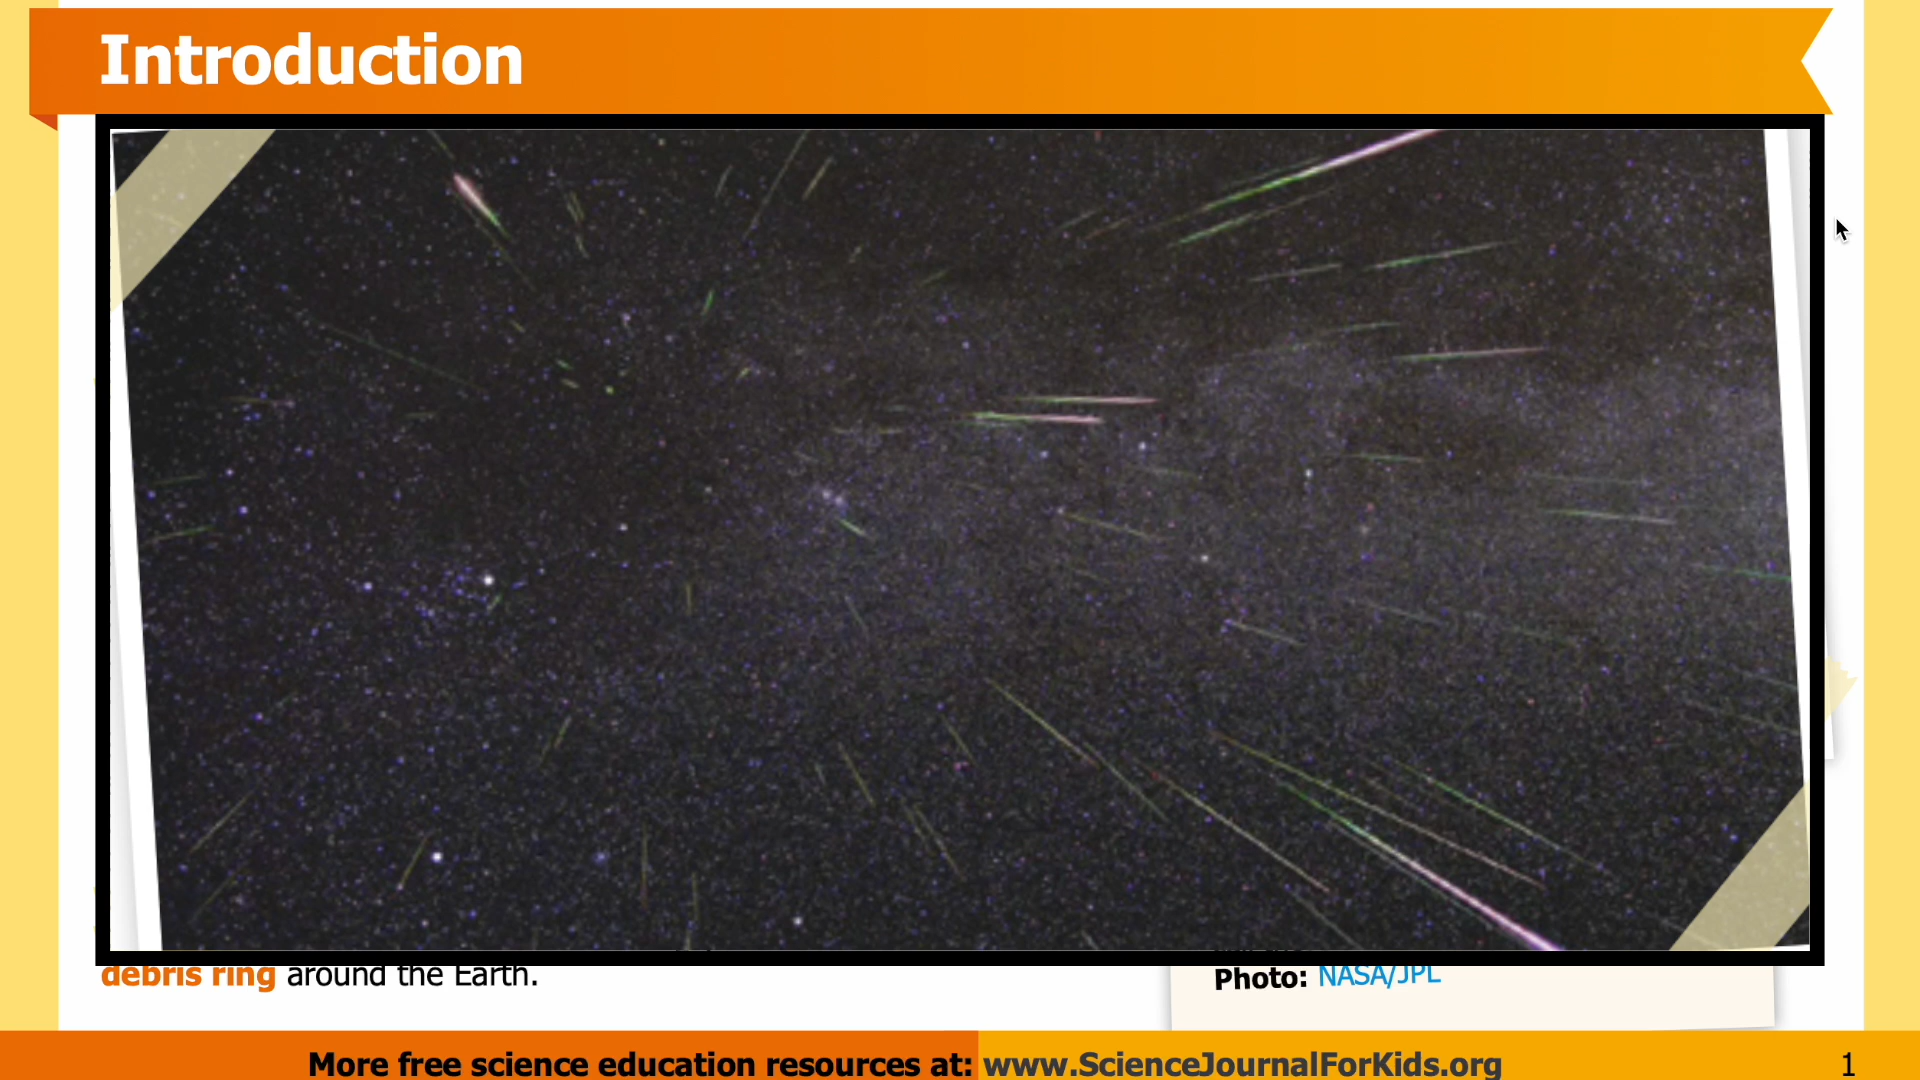 Introduction
debris ring around the Earth.
Photo: NASA/JPL
More free science education resources at: www.ScienceJournalForKids.org
1